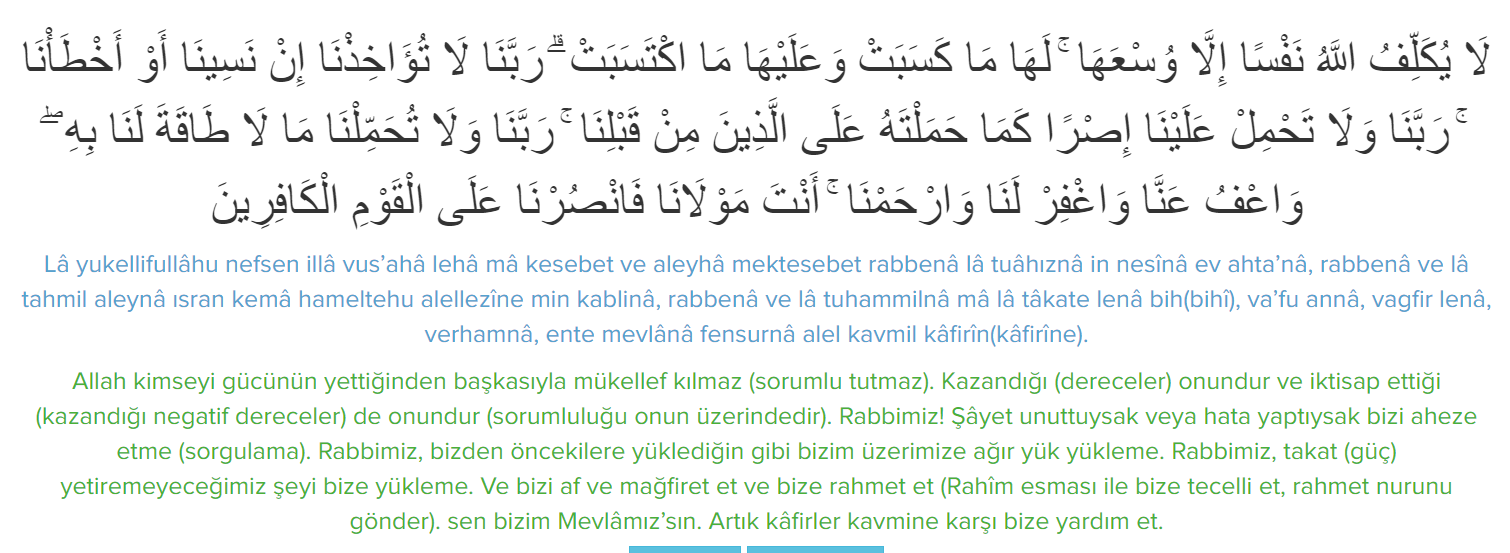 لَا يُكَلِّفُ اللَّهُ نَفْسًا إِلَّا وُسْعَهَا ۚ لَهَا مَا كَسَبَتْ وَعَلَيْهَا مَا اكْتَسَبَتْ ۗ رَبَّنَا لَا تُؤَاخِذْنَا إِنْ نَسِينَا أَوْ أَخْطَأْنَا
ۚ رَبَّنَا وَلَا تَحْمِلْ عَلَيْنَا إِصْرًا كَمَا حَمَلْتَهُ عَلَى الَّذِينَ مِنْ قَبْلِنَا ۚ رَبَّنَا وَلَا تُحَمِّلْنَا مَا لَا طَاقَةَ لَنَا بِهِ ۖ
وَاعْفُ عَنَّا وَاغْفِرْ لَنَا وَارْحَمْنَا ۚ أَنْتَ مَوْلَانَا فَانْصُرْنَا عَلَى الْقَوْمِ الْكَافِرِينَ
Lâ yukellifullâhu nefsen illâ vus’ahâ lehâ mâ kesebet ve aleyhâ mektesebet rabbenâ lâ tuâhıznâ in nesînâ ev ahta’nâ, rabbenâ ve lâ
tahmil aleynâ ısran kemâ hameltehu alellezîne min kablinâ, rabbenâ ve lâ tuhammilnâ mâ lâ tâkate lenâ bih(bihî), va’fu annâ, vagfir lenâ,
verhamnâ, ente mevlânâ fensurnâ alel kavmil kâfirîn(kâfirîne).
Allah kimseyi gücünün yettiğinden başkasıyla mükellef kılmaz (sorumlu tutmaz). Kazandığı (dereceler) onundur ve iktisap ettiği
(kazandığı negatif dereceler) de onundur (sorumluluğu onun üzerindedir). Rabbimiz! Şâyet unuttuysak veya hata yaptıysak bizi aheze
etme (sorgulama). Rabbimiz, bizden öncekilere yüklediğin gibi bizim üzerimize ağır yük yükleme. Rabbimiz, takat (güç)
yetiremeyeceğimiz şeyi bize yükleme. Ve bizi af ve mağfiret et ve bize rahmet et (Rahîm esması ile bize tecelli et, rahmet nurunu
gönder). sen bizim Mevlâmız’sın. Artık kâfirler kavmine karşı bize yardım et.